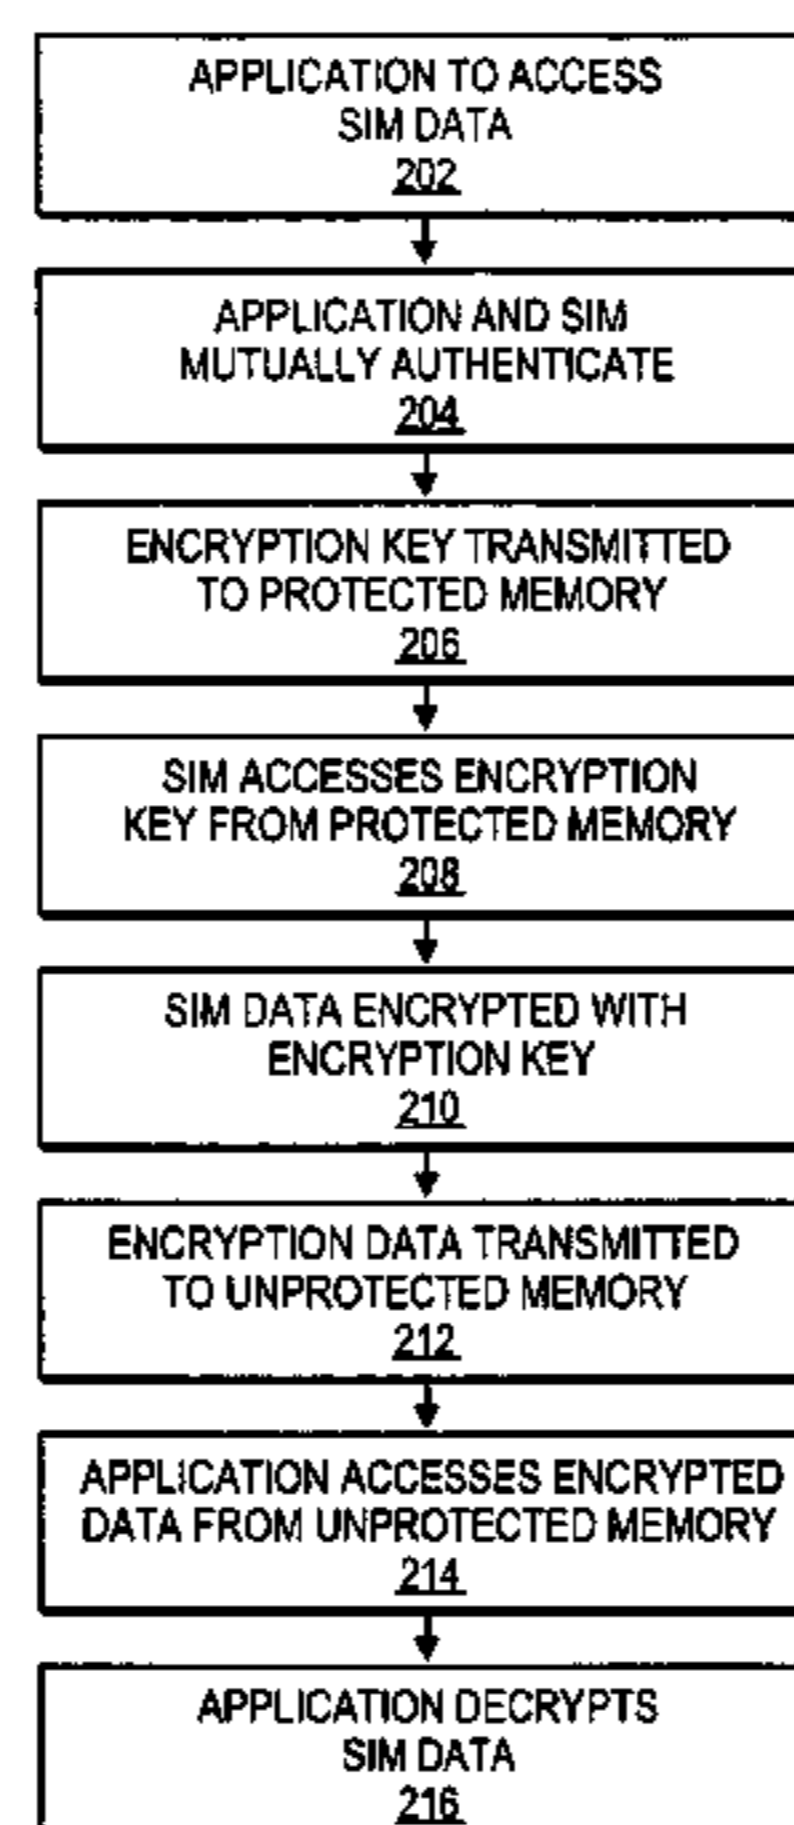 APPLICATION TO ACCESS
SIM DATA
202
APPLICATION AND SIM
MUTUALLY AUTHENTICATE
204
ENCRYPTION KEY TRANSMITTED
TO PROTECTED MEMORY
206
SIM ACCESSES ENCRYPTION
KEY FROM PROTECTED MEMORY
208
SIM DATA ENCRYPTED WITH
ENCRYPTION KEY
210
ENCRYPTION DATA TRANSMITTED
TO UNPROTECTED MEMORY
212
APPLICATION ACCESSES ENCRYPTED
DATA FROM UNPROTECTED MEMORY
214
APPLICATION DECRYPTS
SIM DATA
216